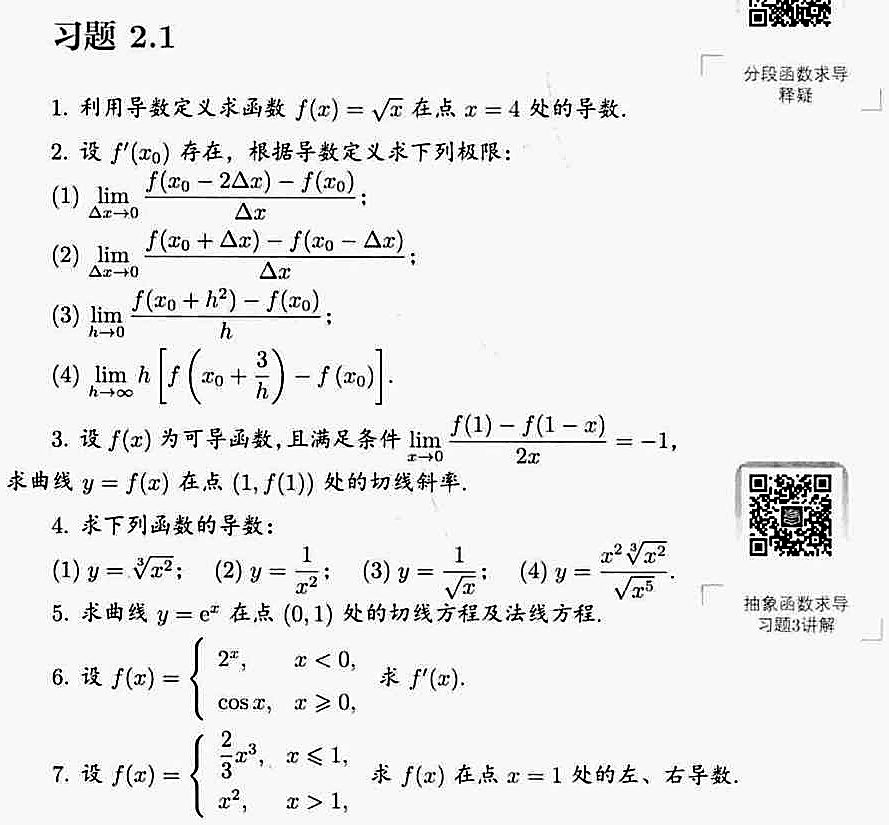 习题 2.1
分段函数求导
释疑
1. 利用导数定义求函数 f(x) = √x 在点 x = 4 处的导数.
2. 设 f′(x₀) 存在，根据导数定义求下列极限：
(1) lim_{Δx→0} (f(x₀ − 2Δx) − f(x₀))/Δx；
(2) lim_{Δx→0} (f(x₀ + Δx) − f(x₀ − Δx))/Δx；
(3) lim_{h→0} (f(x₀ + h²) − f(x₀))/h；
(4) lim_{h→∞} h[f(x₀ + 3/h) − f(x₀)].
3. 设 f(x) 为可导函数，且满足条件 lim_{x→0} (f(1) − f(1 − x))/(2x) = −1，
求曲线 y = f(x) 在点 (1, f(1)) 处的切线斜率.
4. 求下列函数的导数：
(1) y = ∛(x²)； (2) y = 1/x²； (3) y = 1/√x； (4) y = x²∛(x²)/√(x⁵).
抽象函数求导
习题3讲解
5. 求曲线 y = eˣ 在点 (0, 1) 处的切线方程及法线方程.
6. 设 f(x) = { 2ˣ, x < 0, cos x, x ⩾ 0, 求 f′(x).
7. 设 f(x) = { (2/3)x³, x ⩽ 1, x², x > 1, 求 f(x) 在点 x = 1 处的左、右导数.